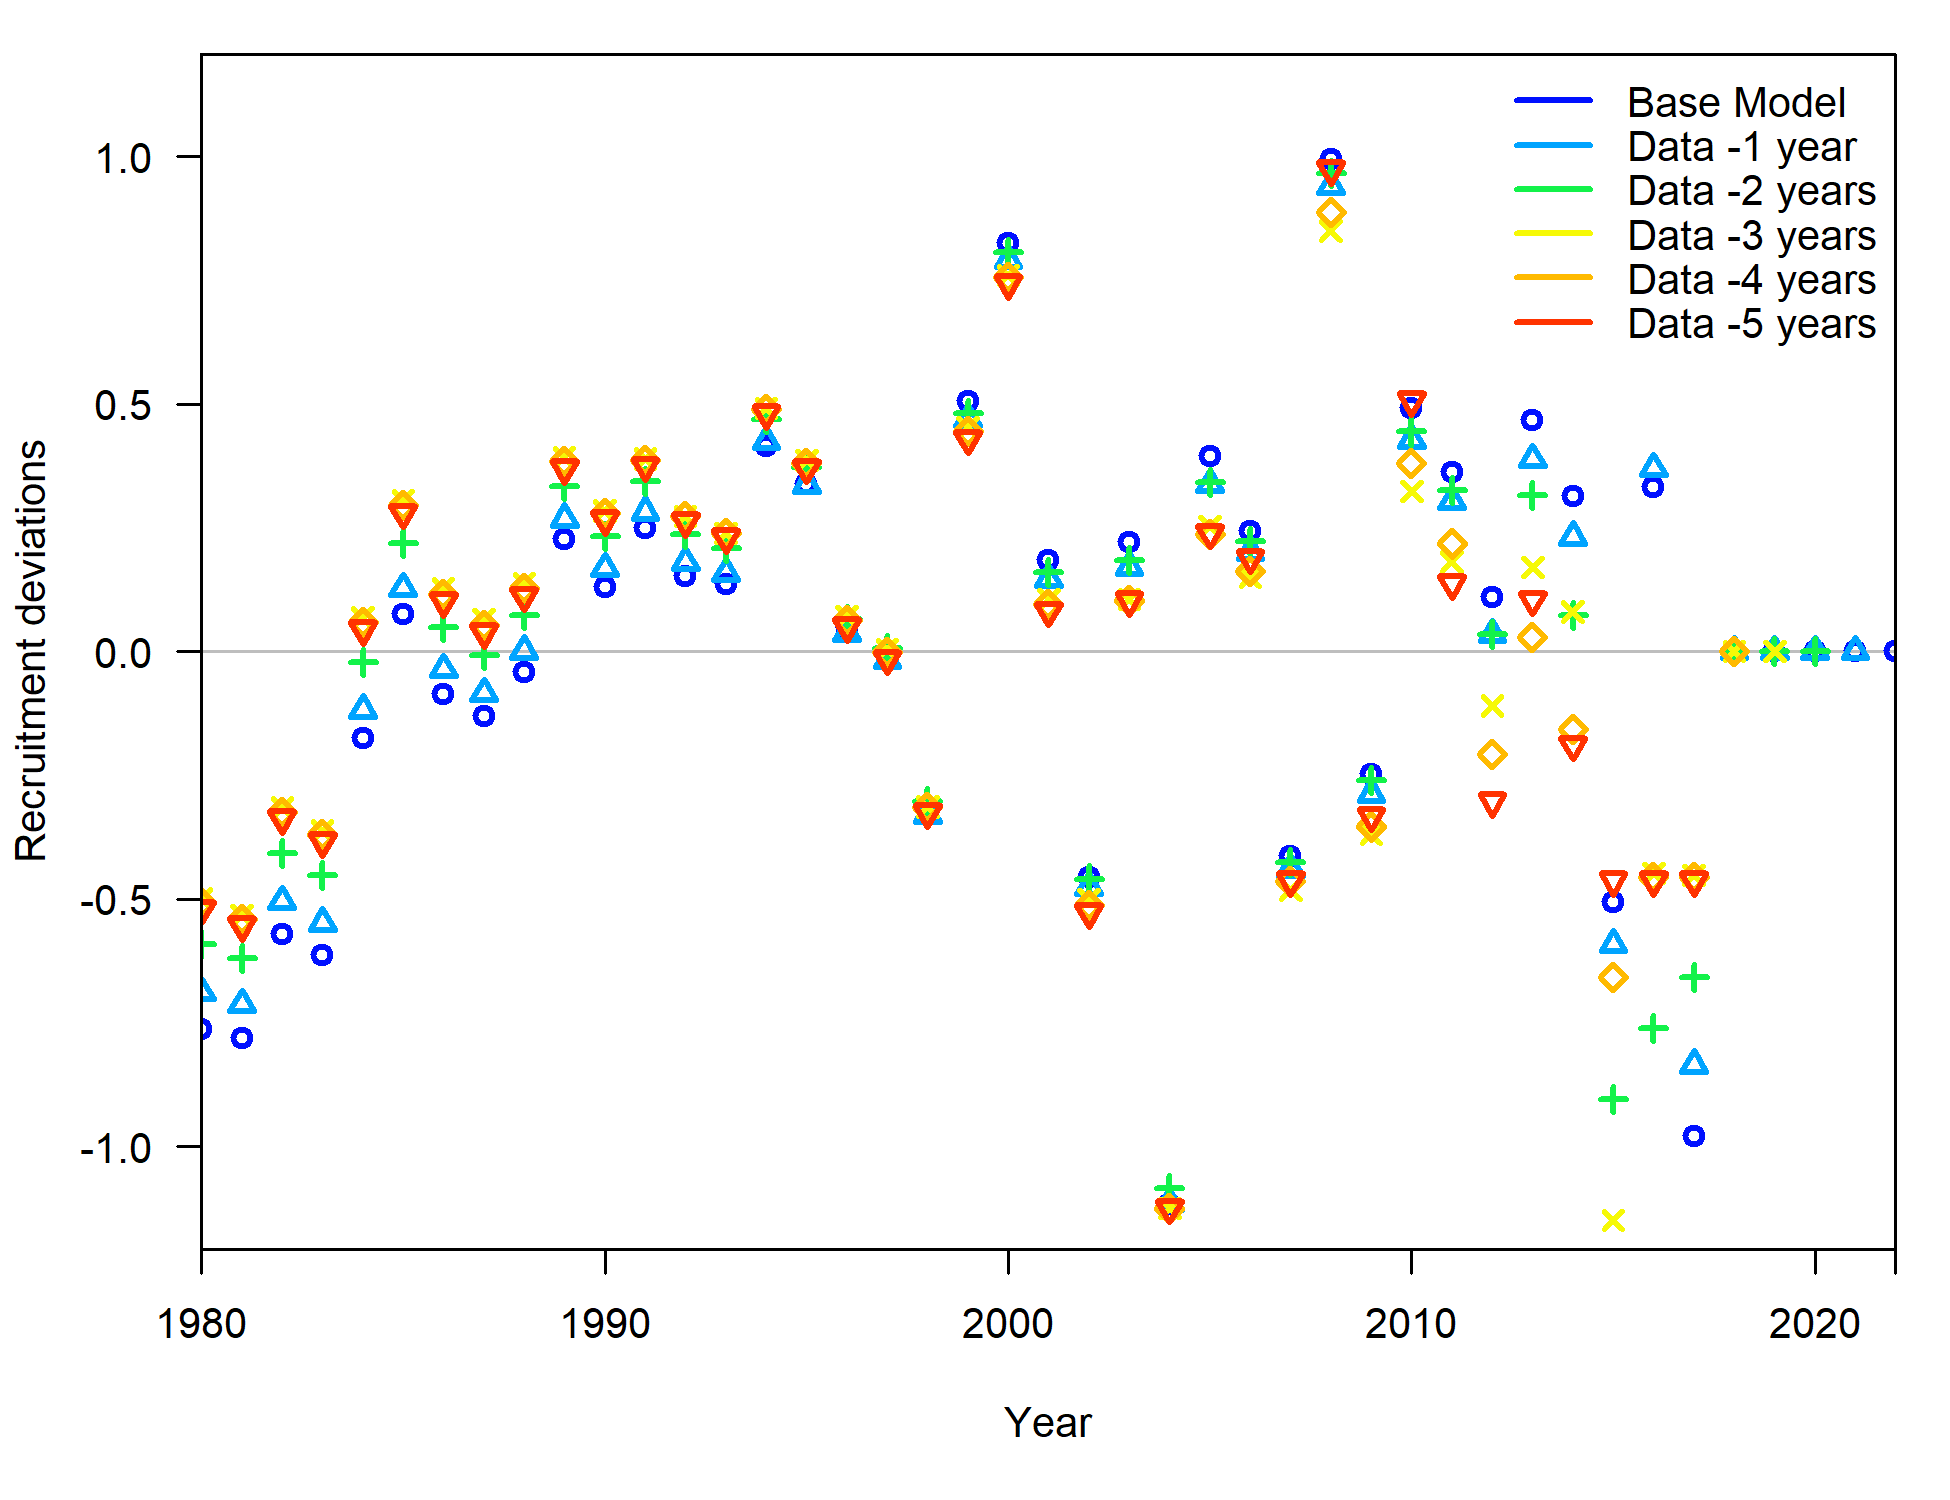 Base Model
Data -1 year
Data -2 years
Data -3 years
Data -4 years
Data -5 years
1.0
0.5
0.0
-0.5
-1.0
Recruitment deviations
1980 1990 2000 2010 2020
Year